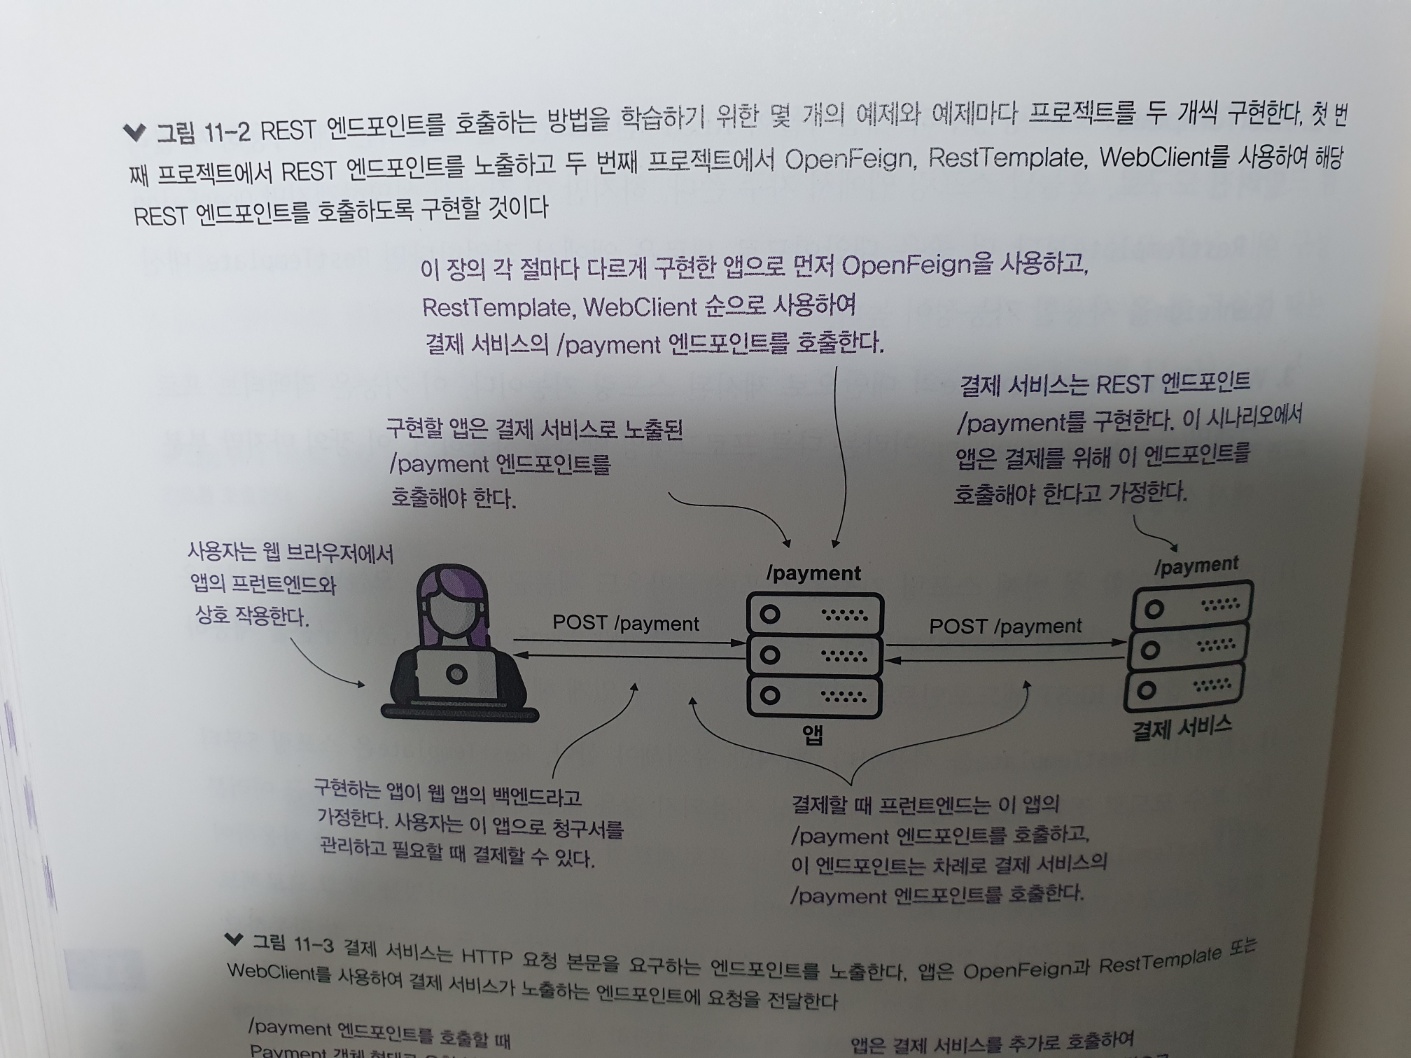 그림 11-2 REST 엔드포인트를 호출하는 방법을 학습하기 위한 몇 개의 예제와 예제마다 프로젝트를 두 개씩 구현한다. 첫 번
째 프로젝트에서 REST 엔드포인트를 노출하고 두 번째 프로젝트에서 OpenFeign, RestTemplate, WebClient를 사용하여 해당
REST 엔드포인트를 호출하도록 구현할 것이다
이 장의 각 절마다 다르게 구현한 앱으로 먼저 OpenFeign을 사용하고,
RestTemplate, WebClient 순으로 사용하여
결제 서비스의 /payment 엔드포인트를 호출한다.
결제 서비스는 REST 엔드포인트
/payment를 구현한다. 이 시나리오에서
앱은 결제를 위해 이 엔드포인트를
호출해야 한다고 가정한다.
구현할 앱은 결제 서비스로 노출된
/payment 엔드포인트를
호출해야 한다.
사용자는 웹 브라우저에서
앱의 프런트엔드와
상호 작용한다.
/payment
/payment
POST /payment
POST /payment
앱
결제 서비스
구현하는 앱이 웹 앱의 백엔드라고
가정한다. 사용자는 이 앱으로 청구서를
관리하고 필요할 때 결제할 수 있다.
결제할 때 프런트엔드는 이 앱의
/payment 엔드포인트를 호출하고,
이 엔드포인트는 차례로 결제 서비스의
/payment 엔드포인트를 호출한다.
그림 11-3 결제 서비스는 HTTP 요청 본문을 요구하는 엔드포인트를 노출한다. 앱은 OpenFeign과 RestTemplate 또는
WebClient를 사용하여 결제 서비스가 노출하는 엔드포인트에 요청을 전달한다
/payment 엔드포인트를 호출할 때
Payment 객체 형태로
앱은 결제 서비스를 추가로 호출하여